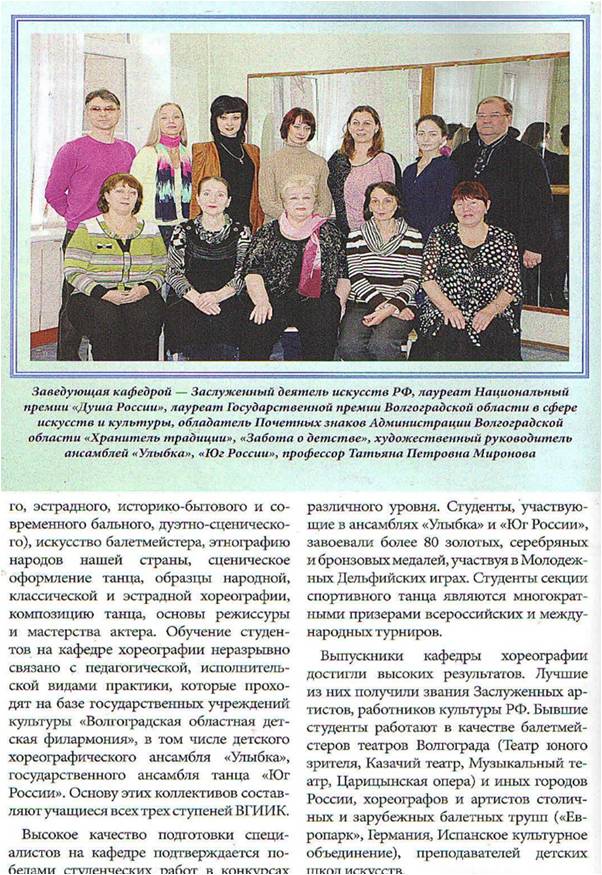 Заведующая кафедрой — Заслуженный деятель искусств РФ, лауреат Национальный
премии «Душа России», лауреат Государственной премии Волгоградской области в сфере
искусств и культуры, обладатель Почетных знаков Администрации Волгоградской
области «Хранитель традиции», «Забота о детстве», художественный руководитель
ансамблей «Улыбка», «Юг России», профессор Татьяна Петровна Миронова
го, эстрадного, историко-бытового и со-
временного бального, дуэтно-сценическо-
го), искусство балетмейстера, этнографию
народов нашей страны, сценическое
оформление танца, образцы народной,
классической и эстрадной хореографии,
композицию танца, основы режиссуры
и мастерства актера. Обучение студен-
тов на кафедре хореографии неразрывно
связано с педагогической, исполнитель-
ской видами практики, которые прохо-
дят на базе государственных учреждений
культуры «Волгоградская областная дет-
ская филармония», в том числе детского
хореографического ансамбля «Улыбка»,
государственного ансамбля танца «Юг
России». Основу этих коллективов состав-
ляют учащиеся всех трех ступеней ВГИИК.
Высокое качество подготовки специ-
алистов на кафедре подтверждается по-
бедами студенческих работ в конкурсах
различного уровня. Студенты, участвую-
щие в ансамблях «Улыбка» и «Юг России»,
завоевали более 80 золотых, серебряных
и бронзовых медалей, участвуя в Молодеж-
ных Дельфийских играх. Студенты секции
спортивного танца являются многократ-
ными призерами всероссийских и между-
народных турниров.
Выпускники кафедры хореографии
достигли высоких результатов. Лучшие
из них получили звания Заслуженных ар-
тистов, работников культуры РФ. Бывшие
студенты работают в качестве балетмей-
стеров театров Волгограда (Театр юного
зрителя, Казачий театр, Музыкальный те-
атр, Царицынская опера) и иных городов
России, хореографов и артистов столич-
ных и зарубежных балетных трупп («Ев-
ропарк», Германия, Испанское культурное
объединение), преподавателей детских
школ искусств.